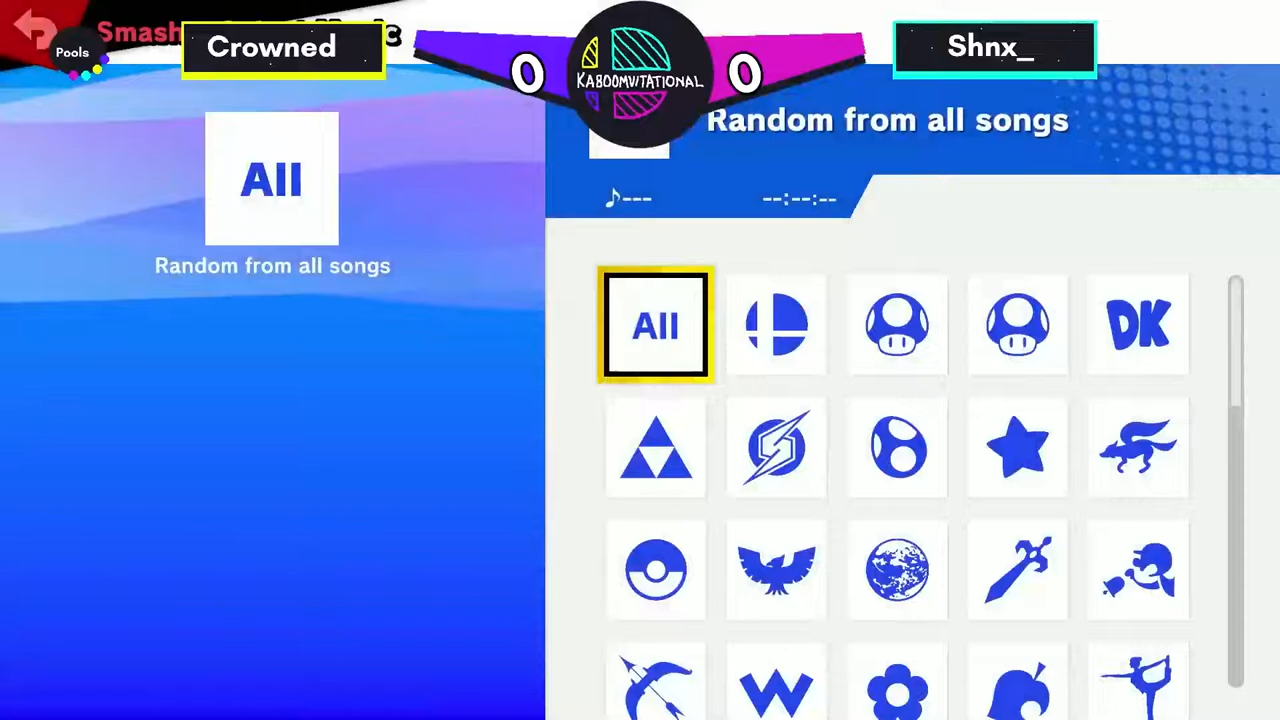 Smash
Pools
Crowned
0
KABOOMVITATIONAL
0
Shnx_
All
Random from all songs
Random from all songs
♪---
--:--:--
All
DK